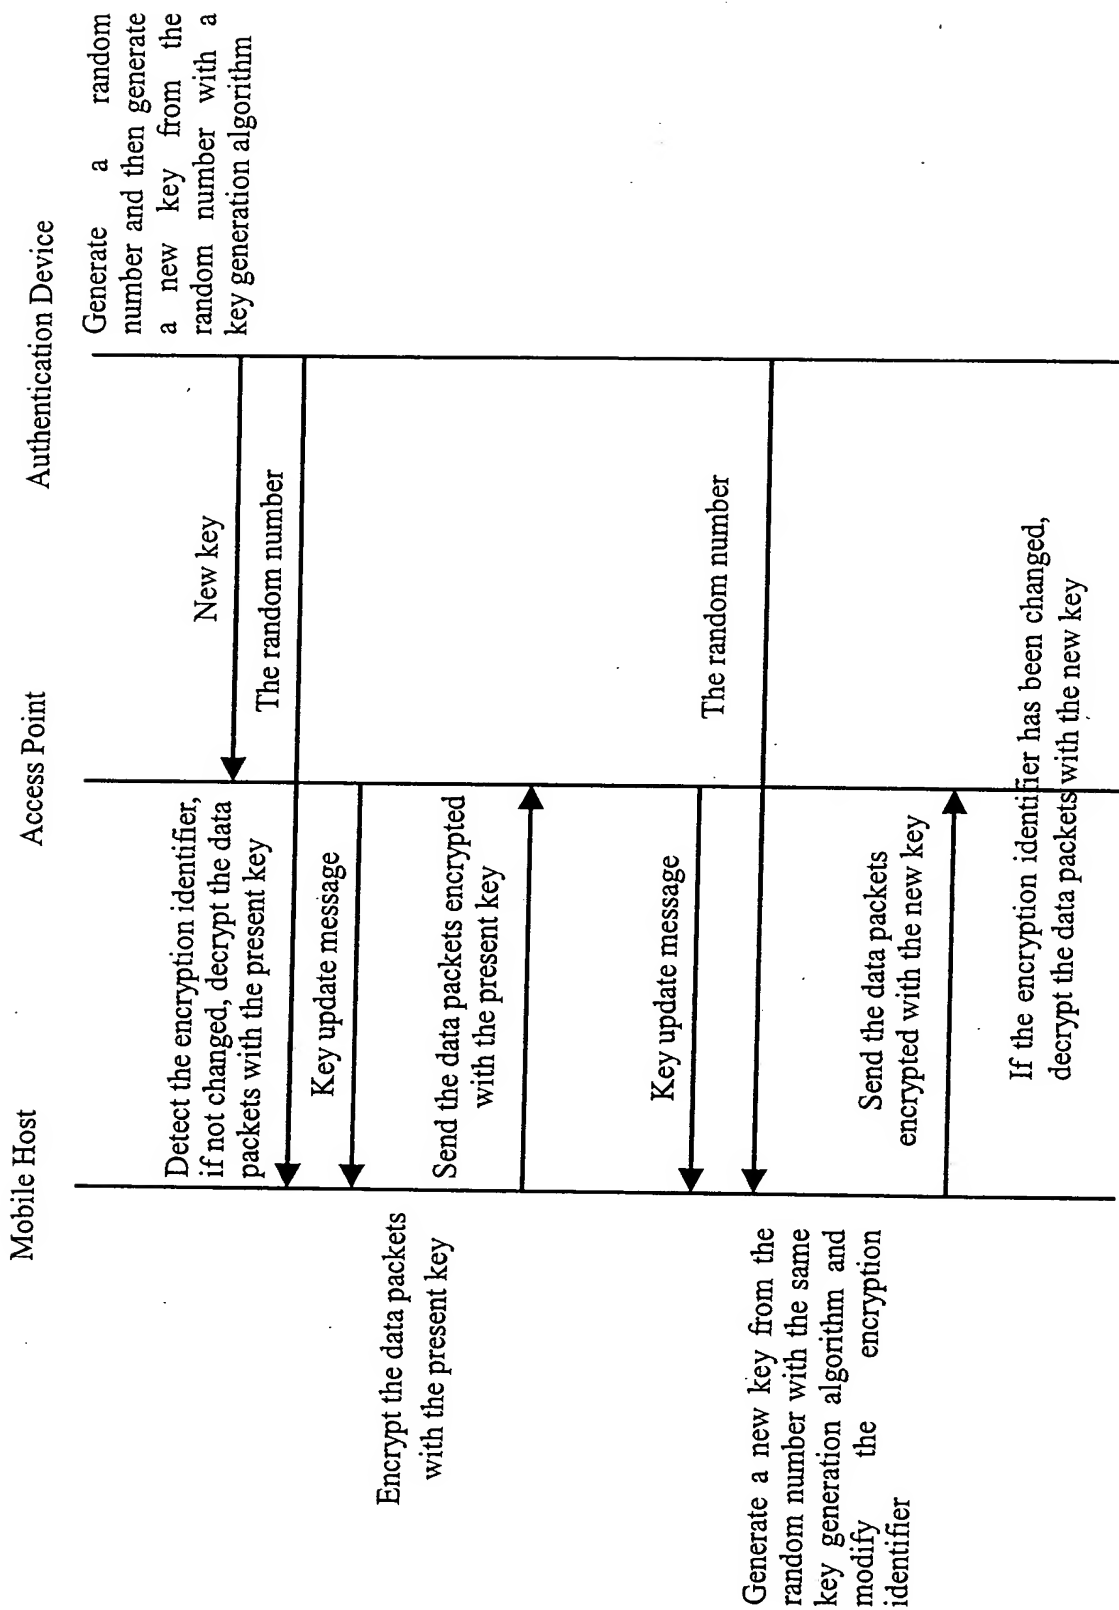 Mobile Host
Access Point
Authentication Device
Generate a random
number and then generate
a new key from the
random number with a
key generation algorithm
New key
The random number
Detect the encryption identifier,
if not changed, decrypt the data
packets with the present key
Key update message
Encrypt the data packets
with the present key
Send the data packets encrypted
with the present key
Key update message
The random number
Generate a new key from the
random number with the same
key generation algorithm and
modify the encryption
identifier
Send the data packets
encrypted with the new key
If the encryption identifier has been changed,
decrypt the data packets with the new key